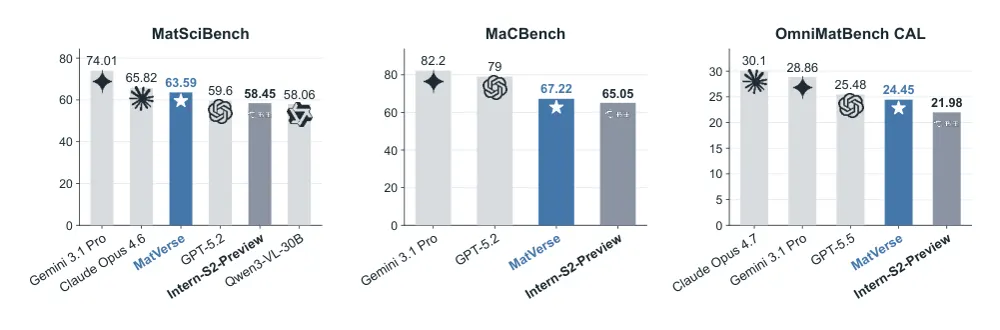 MatSciBench
80
60
40
20
0
74.01
65.82
63.59
59.6
58.45
58.06
Gemini 3.1 Pro
Claude Opus 4.6
MatVerse
GPT-5.2
Intern-S2-Preview
Qwen3-VL-30B
MaCBench
80
60
40
20
0
82.2
79
67.22
65.05
Gemini 3.1 Pro
GPT-5.2
MatVerse
Intern-S2-Preview
OmniMatBench CAL
30
25
20
15
10
5
0
30.1
28.86
25.48
24.45
21.98
Claude Opus 4.7
Gemini 3.1 Pro
GPT-5.5
MatVerse
Intern-S2-Preview